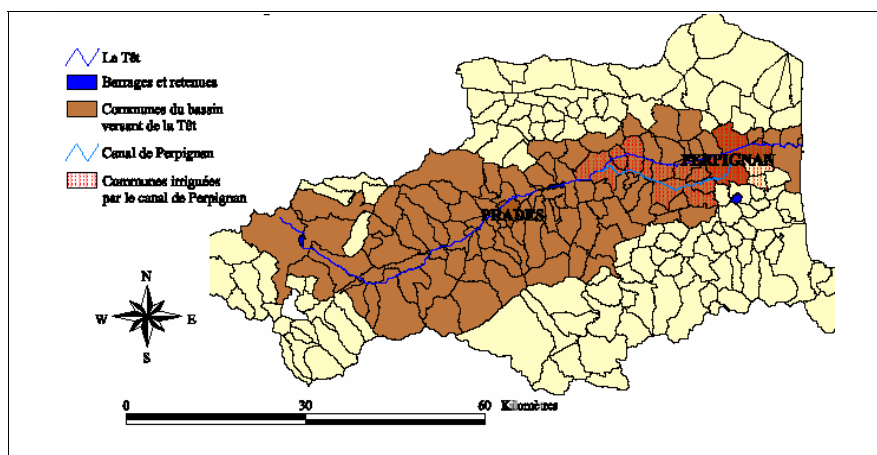 La Têt
Barrages et retenues
Communes du bassin
versant de la Têt
Canal de Perpignan
Communes irriguées
par le canal de Perpignan
PERPIGNAN
PRADES
N
W E
S
0 30 60 Kilomètres